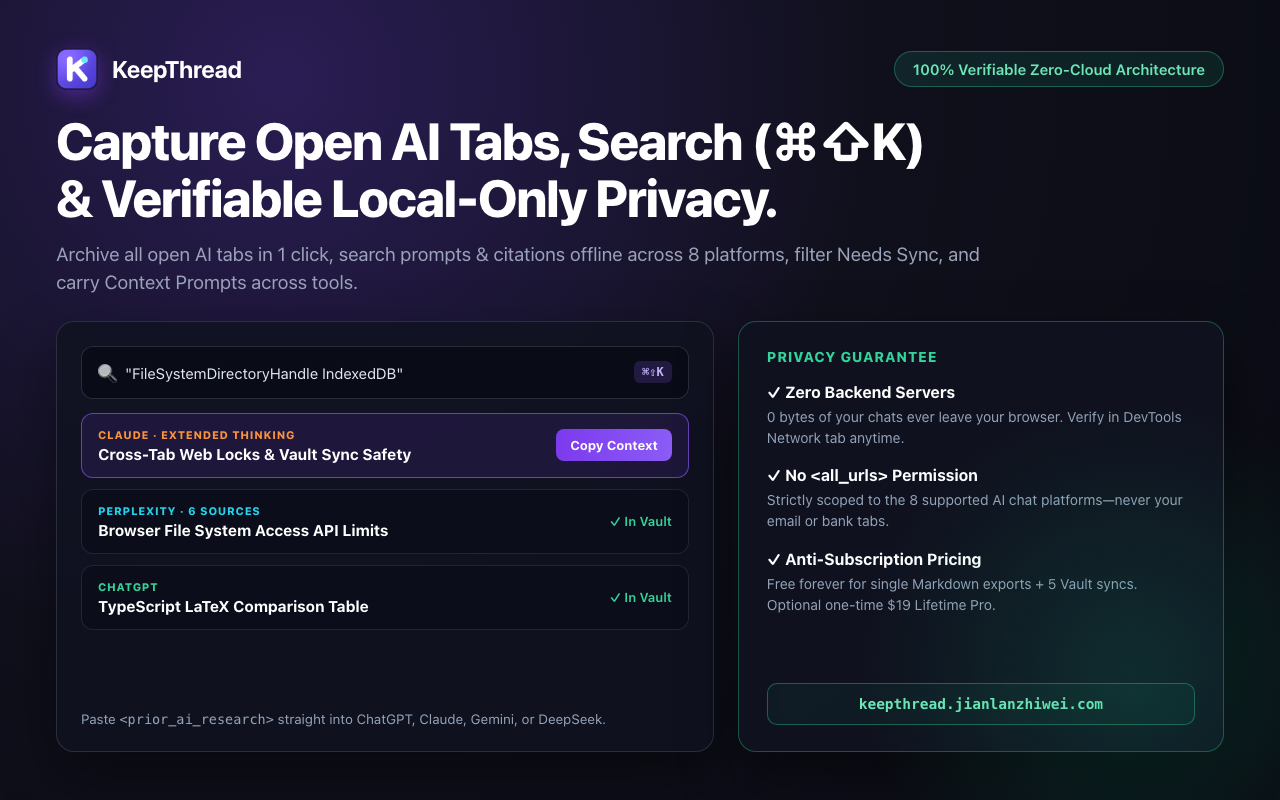 KeepThread
100% Verifiable Zero-Cloud Architecture
Capture Open AI Tabs, Search (⌘⇧K)
& Verifiable Local-Only Privacy.
Archive all open AI tabs in 1 click, search prompts & citations offline across 8 platforms, filter Needs Sync, and
carry Context Prompts across tools.
"FileSystemDirectoryHandle IndexedDB"
⌘⇧K
CLAUDE · EXTENDED THINKING
Cross-Tab Web Locks & Vault Sync Safety
Copy Context
PERPLEXITY · 6 SOURCES
Browser File System Access API Limits
✓ In Vault
CHATGPT
TypeScript LaTeX Comparison Table
✓ In Vault
Paste <prior_ai_research> straight into ChatGPT, Claude, Gemini, or DeepSeek.
PRIVACY GUARANTEE
✓ Zero Backend Servers
0 bytes of your chats ever leave your browser. Verify in DevTools
Network tab anytime.
✓ No <all_urls> Permission
Strictly scoped to the 8 supported AI chat platforms—never your
email or bank tabs.
✓ Anti-Subscription Pricing
Free forever for single Markdown exports + 5 Vault syncs.
Optional one-time $19 Lifetime Pro.
keepthread.jianlanzhiwei.com